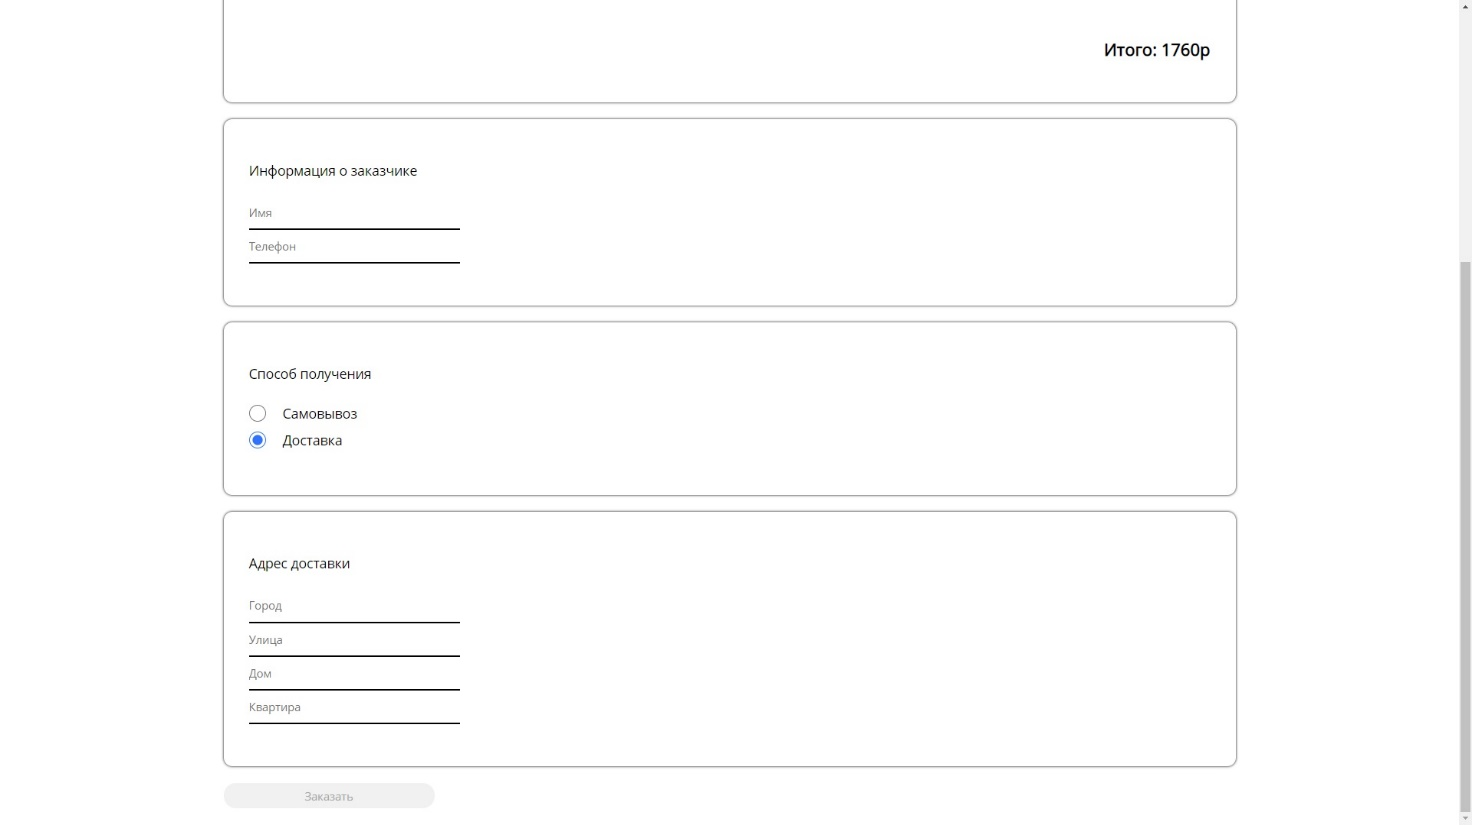 Итого: 1760р
Информация о заказчике
Имя
Телефон
Способ получения
Самовывоз
Доставка
Адрес доставки
Город
Улица
Дом
Квартира
Заказать